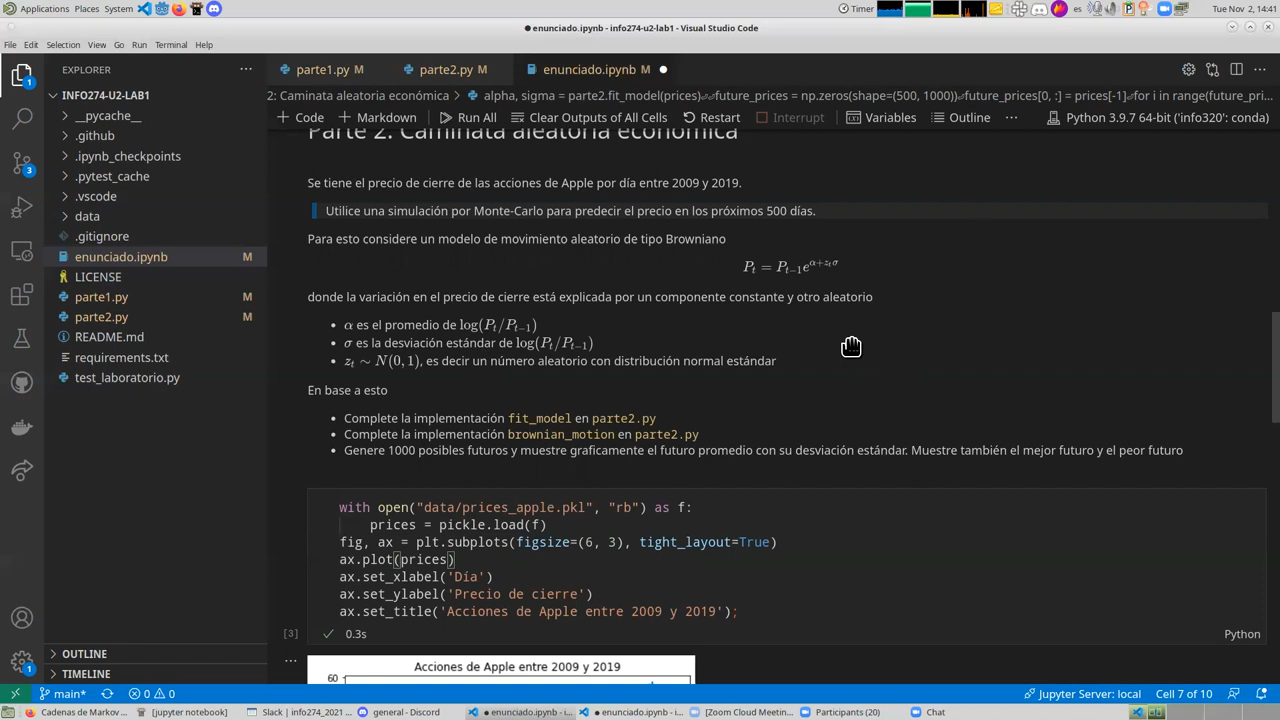 Applications Places System
Timer
es
Tue Nov 2, 14:41
● enunciado.ipynb - info274-u2-lab1 - Visual Studio Code
File Edit Selection View Go Run Terminal Help
EXPLORER
INFO274-U2-LAB1
__pycache__
.github
.ipynb_checkpoints
.pytest_cache
.vscode
data
.gitignore
enunciado.ipynb M
LICENSE
parte1.py M
parte2.py M
README.md
requirements.txt
test_laboratorio.py
OUTLINE
TIMELINE
1
3
1
parte1.py M
parte2.py M
enunciado.ipynb M ●
2: Caminata aleatoria económica > alpha, sigma = parte2.fit_model(prices)⏎⏎future_prices = np.zeros(shape=(500, 1000))⏎future_prices[0, :] = prices[-1]⏎for i in range(future_pri...
+ Code + Markdown Run All Clear Outputs of All Cells Restart Interrupt Variables Outline ··· Python 3.9.7 64-bit ('info320': conda)
Parte 2: Caminata aleatoria económica
Se tiene el precio de cierre de las acciones de Apple por día entre 2009 y 2019.
Utilice una simulación por Monte-Carlo para predecir el precio en los próximos 500 días.
Para esto considere un modelo de movimiento aleatorio de tipo Browniano
P_t = P_{t−1}e^{α+z_tσ}
donde la variación en el precio de cierre está explicada por un componente constante y otro aleatorio
• α es el promedio de log(P_t/P_{t−1})
• σ es la desviación estándar de log(P_t/P_{t−1})
• z_t ∼ N(0, 1), es decir un número aleatorio con distribución normal estándar
En base a esto
• Complete la implementación fit_model en parte2.py
• Complete la implementación brownian_motion en parte2.py
• Genere 1000 posibles futuros y muestre graficamente el futuro promedio con su desviación estándar. Muestre también el mejor futuro y el peor futuro
with open("data/prices_apple.pkl", "rb") as f:
    prices = pickle.load(f)
fig, ax = plt.subplots(figsize=(6, 3), tight_layout=True)
ax.plot(prices)
ax.set_xlabel('Día')
ax.set_ylabel('Precio de cierre')
ax.set_title('Acciones de Apple entre 2009 y 2019');
[3] ✓ 0.3s Python
...
Acciones de Apple entre 2009 y 2019
60
main* 0 0 Jupyter Server: local Cell 7 of 10
Cadenas de Markov ... [jupyter notebook] Slack | info274_2021 ... general - Discord ● enunciado.ipynb - i... ● enunciado.ipynb - i... [Zoom Cloud Meetin... Participants (20) Chat